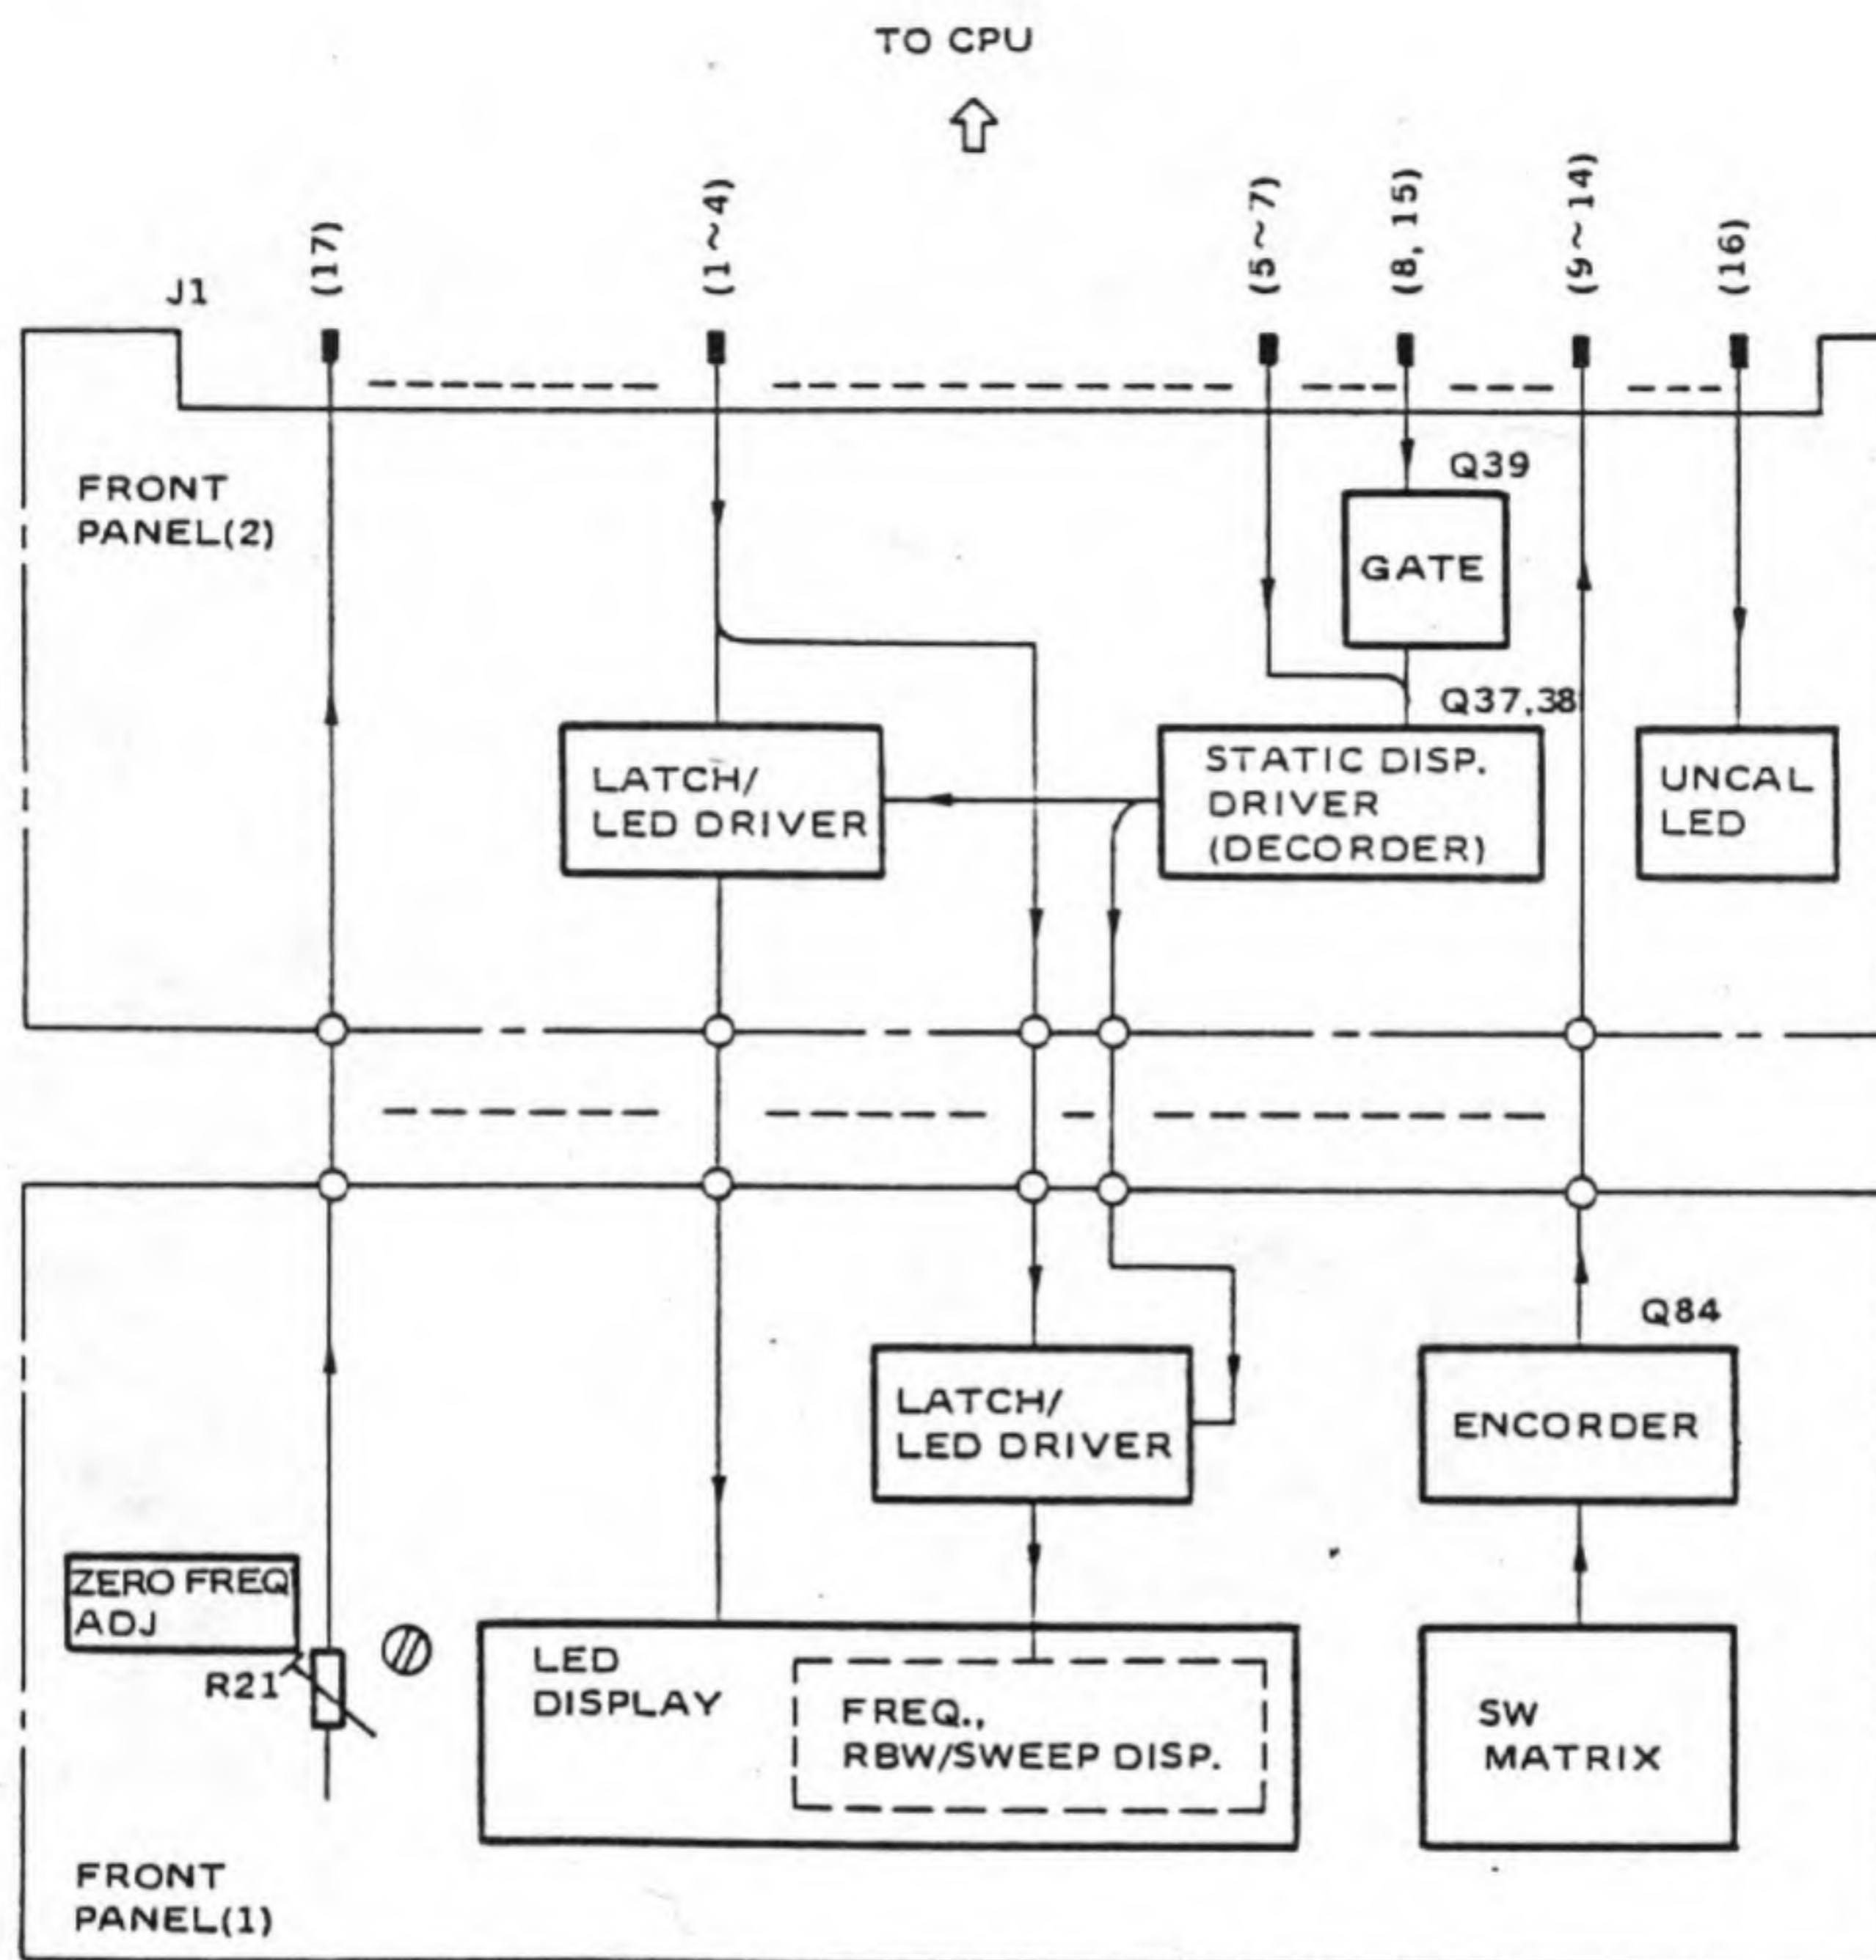 TO CPU
J1
(17)
(1~4)
(5~7)
(8, 15)
(9~14)
(16)
FRONT
PANEL(2)
Q39
GATE
Q37,38
LATCH/
LED DRIVER
STATIC DISP.
DRIVER
(DECORDER)
UNCAL
LED
Q84
LATCH/
LED DRIVER
ENCORDER
ZERO FREQ
ADJ
R21
LED
DISPLAY
FREQ.,
RBW/SWEEP DISP.
SW
MATRIX
FRONT
PANEL(1)